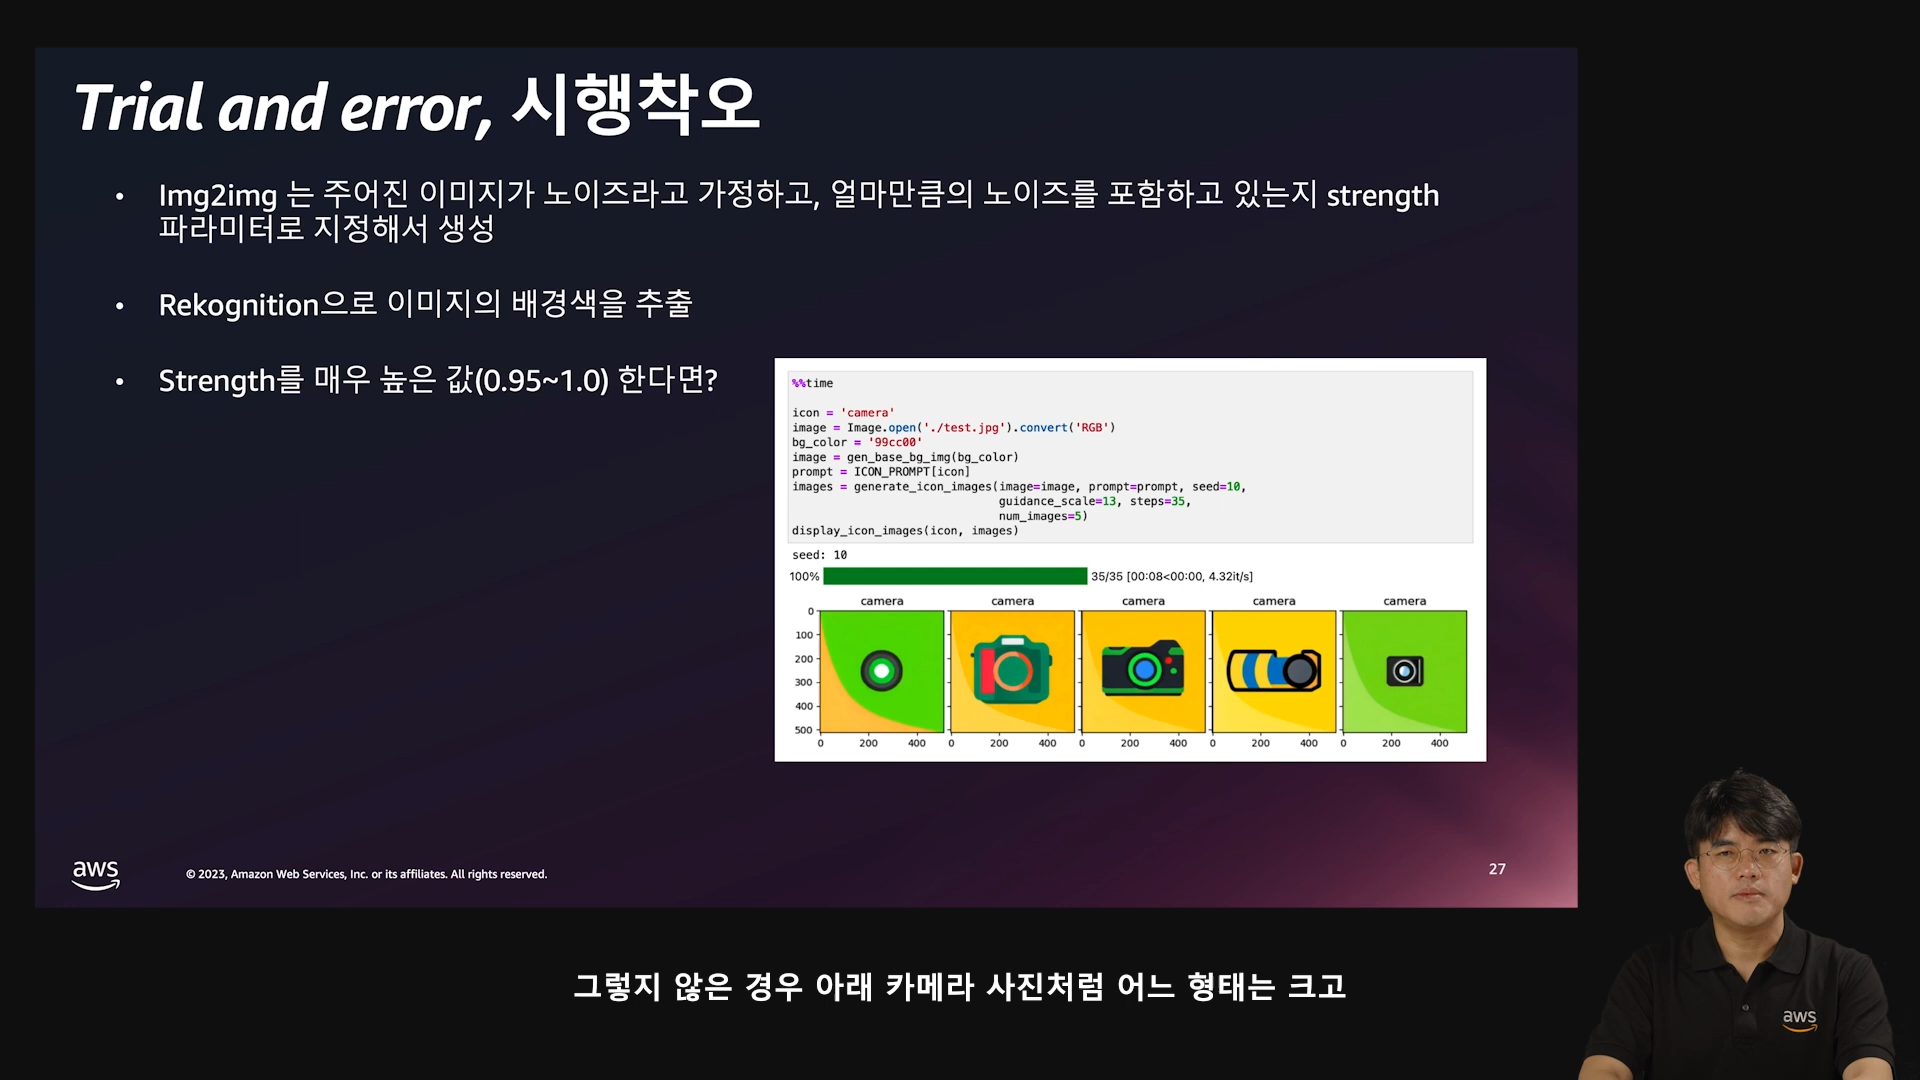 Trial and error, 시행착오
• Img2img 는 주어진 이미지가 노이즈라고 가정하고, 얼마만큼의 노이즈를 포함하고 있는지 strength
파라미터로 지정해서 생성
• Rekognition으로 이미지의 배경색을 추출
• Strength를 매우 높은 값(0.95~1.0) 한다면?
%%time
icon = 'camera'
image = Image.open('./test.jpg').convert('RGB')
bg_color = '99cc00'
image = gen_base_bg_img(bg_color)
prompt = ICON_PROMPT[icon]
images = generate_icon_images(image=image, prompt=prompt, seed=10,
guidance_scale=13, steps=35,
num_images=5)
display_icon_images(icon, images)
seed: 10
100% 35/35 [00:08<00:00, 4.32it/s]
camera camera camera camera camera
0
100
200
300
400
500
0 200 400 0 200 400 0 200 400 0 200 400 0 200 400
aws
© 2023, Amazon Web Services, Inc. or its affiliates. All rights reserved.
27
그렇지 않은 경우 아래 카메라 사진처럼 어느 형태는 크고
aws